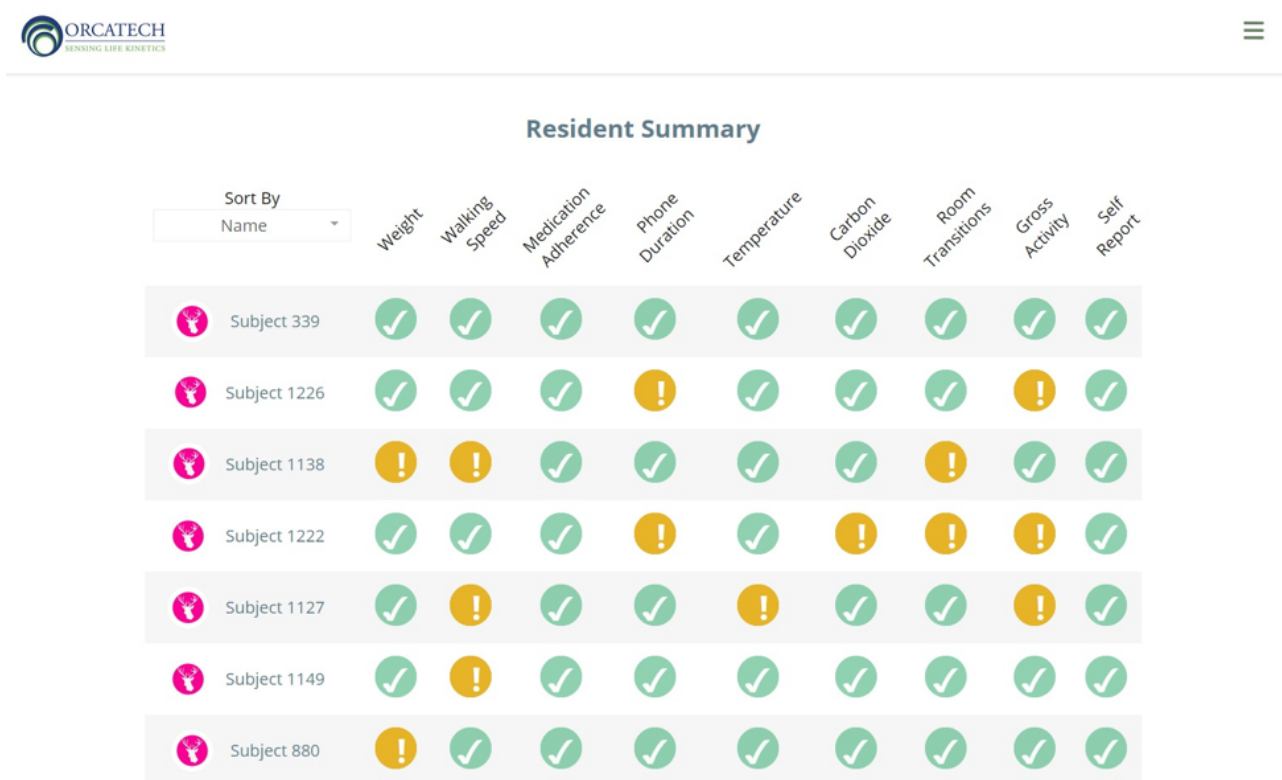 ORCATECH
SENSING LIFE KINETICS
Resident Summary
Sort By
Name
Weight
Walking
Speed
Medication
Adherence
Phone
Duration
Temperature
Carbon
Dioxide
Room
Transitions
Gross
Activity
Self
Report
Subject 339
Subject 1226
Subject 1138
Subject 1222
Subject 1127
Subject 1149
Subject 880